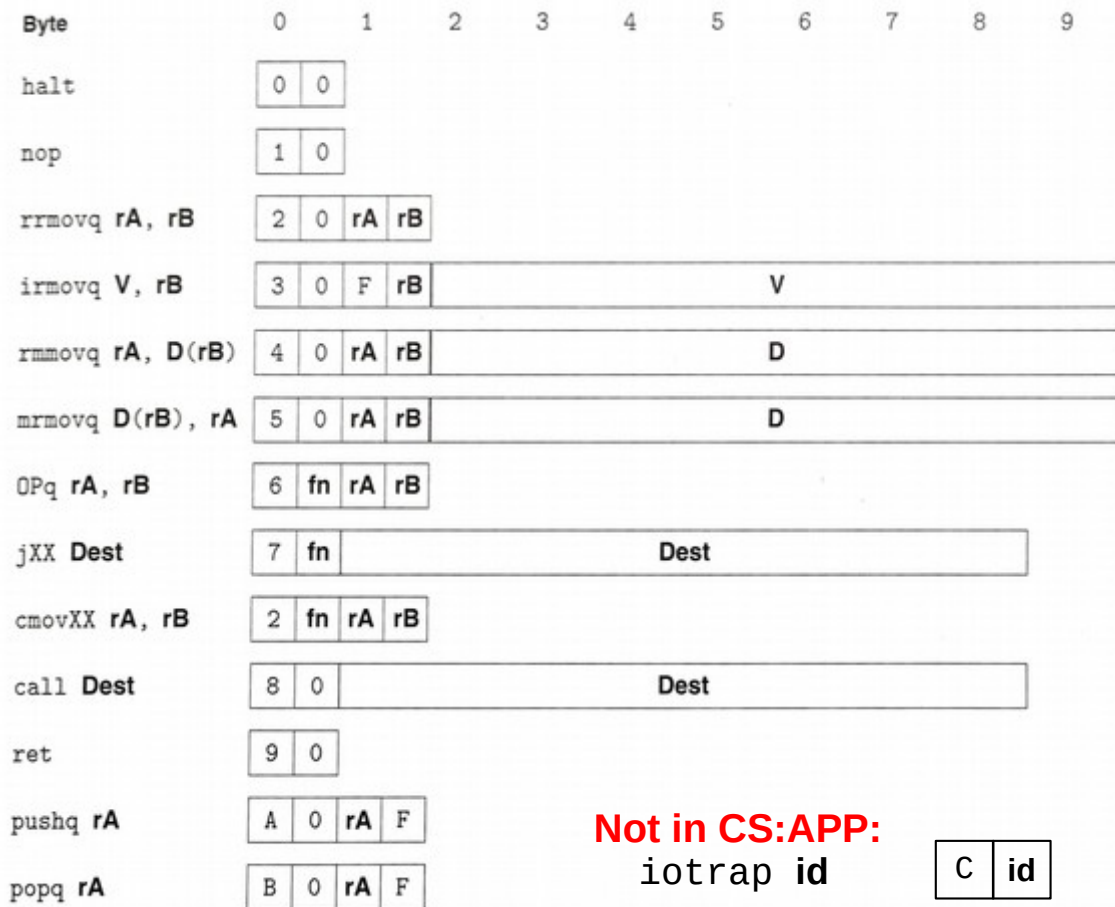 Byte 0 1 2 3 4 5 6 7 8 9
halt 0 0
nop 1 0
rrmovq rA, rB 2 0 rA rB
irmovq V, rB 3 0 F rB V
rmmovq rA, D(rB) 4 0 rA rB D
mrmovq D(rB), rA 5 0 rA rB D
OPq rA, rB 6 fn rA rB
jXX Dest 7 fn Dest
cmovXX rA, rB 2 fn rA rB
call Dest 8 0 Dest
ret 9 0
pushq rA A 0 rA F
Not in CS:APP:
iotrap id C id
popq rA B 0 rA F